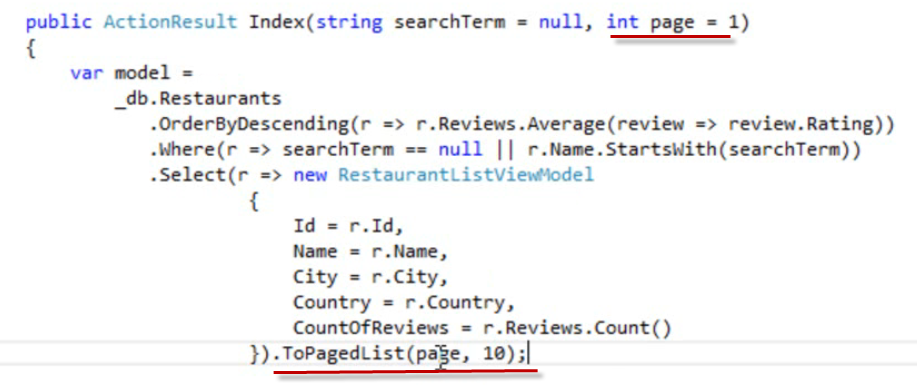 public ActionResult Index(string searchTerm = null, int page = 1)
{
var model =
_db.Restaurants
.OrderByDescending(r => r.Reviews.Average(review => review.Rating))
.Where(r => searchTerm == null || r.Name.StartsWith(searchTerm))
.Select(r => new RestaurantListViewModel
{
Id = r.Id,
Name = r.Name,
City = r.City,
Country = r.Country,
CountOfReviews = r.Reviews.Count()
}).ToPagedList(page, 10);